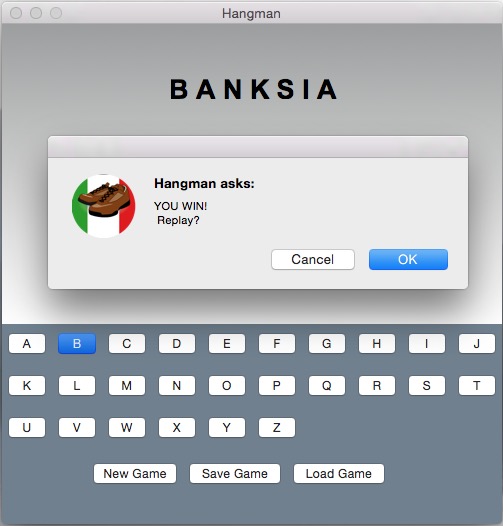 Hangman
BANKSIA
Hangman asks:
YOU WIN!
Replay?
Cancel OK
A B C D E F G H I J
K L M N O P Q R S T
U V W X Y Z
New Game Save Game Load Game